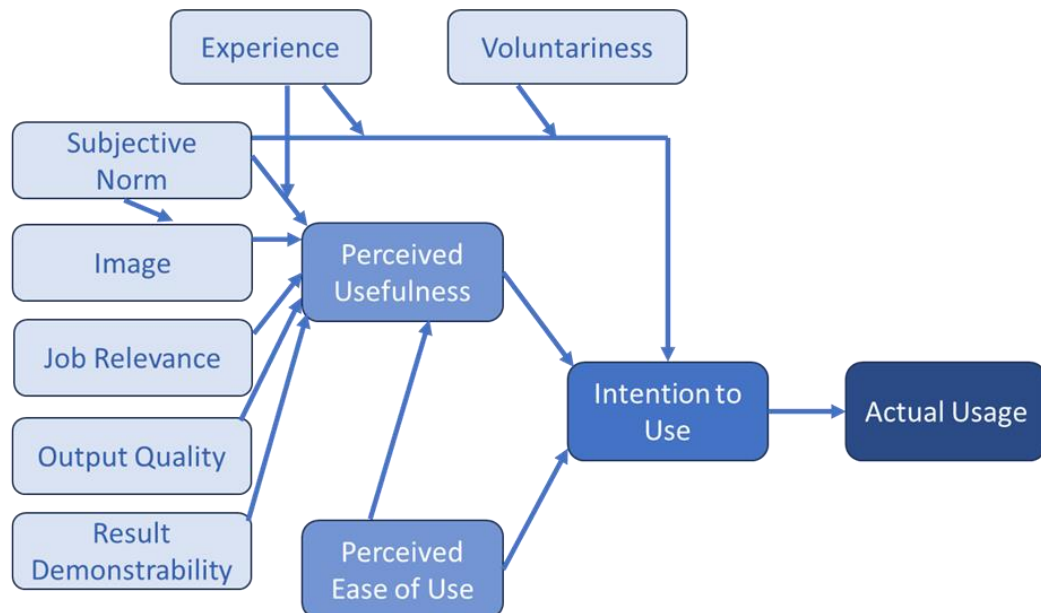 Experience
Voluntariness
Subjective
Norm
Image
Perceived
Usefulness
Job Relevance
Intention to
Use
Actual Usage
Output Quality
Result
Demonstrability
Perceived
Ease of Use